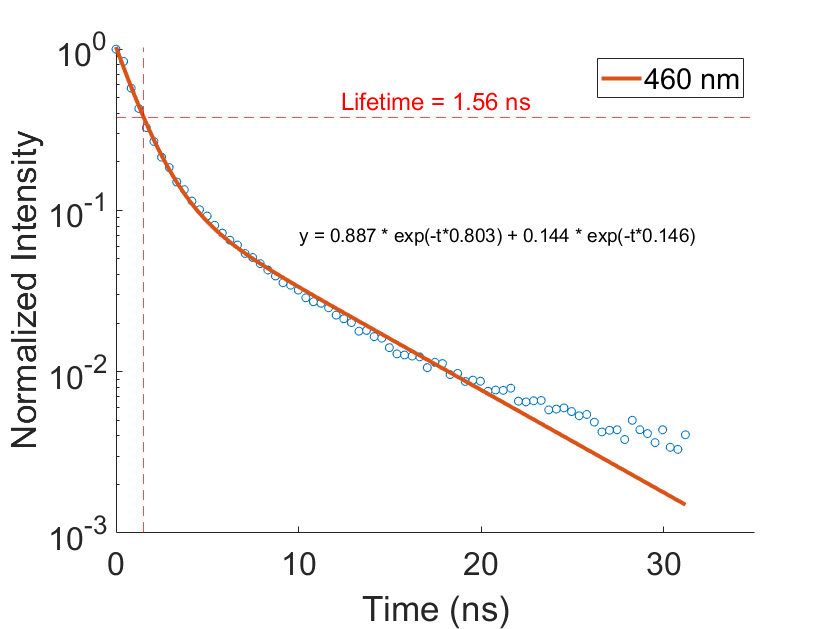 10^0
460 nm
Lifetime = 1.56 ns
10^-1
y = 0.887 * exp(-t*0.803) + 0.144 * exp(-t*0.146)
Normalized Intensity
10^-2
10^-3
0 10 20 30
Time (ns)